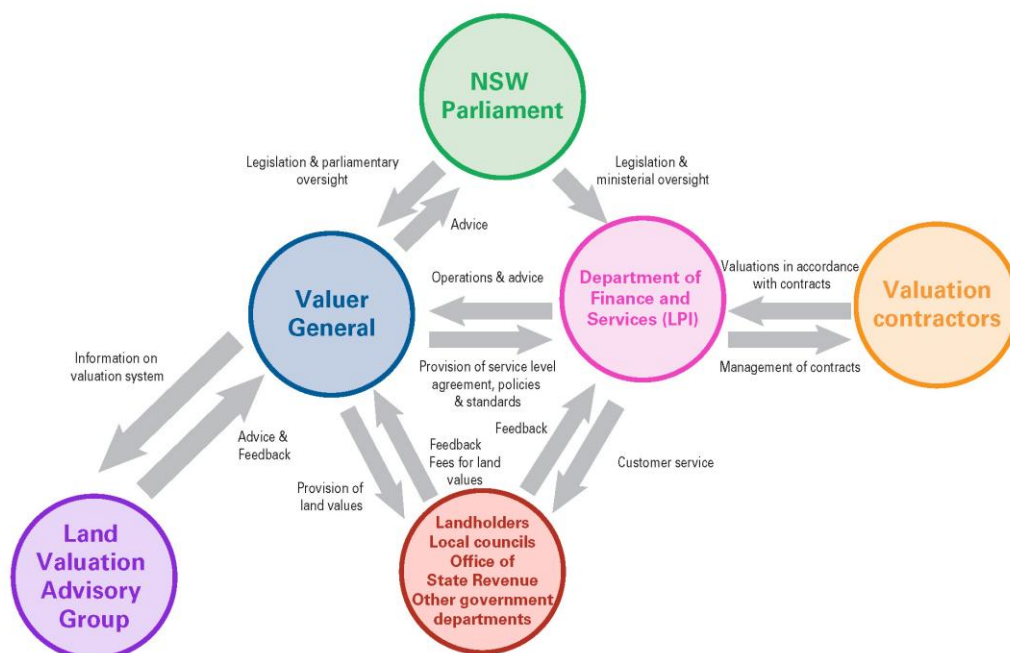 NSW
Parliament
Legislation & parliamentary
oversight
Legislation &
ministerial oversight
Advice
Valuer
General
Operations & advice
Department of
Finance and
Services (LPI)
Valuations in accordance
with contracts
Valuation
contractors
Information on
valuation system
Provision of service level
agreement, policies
& standards
Management of contracts
Advice &
Feedback
Feedback
Fees for land
values
Feedback
Customer service
Provision of
land values
Land
Valuation
Advisory
Group
Landholders
Local councils
Office of
State Revenue
Other government
departments